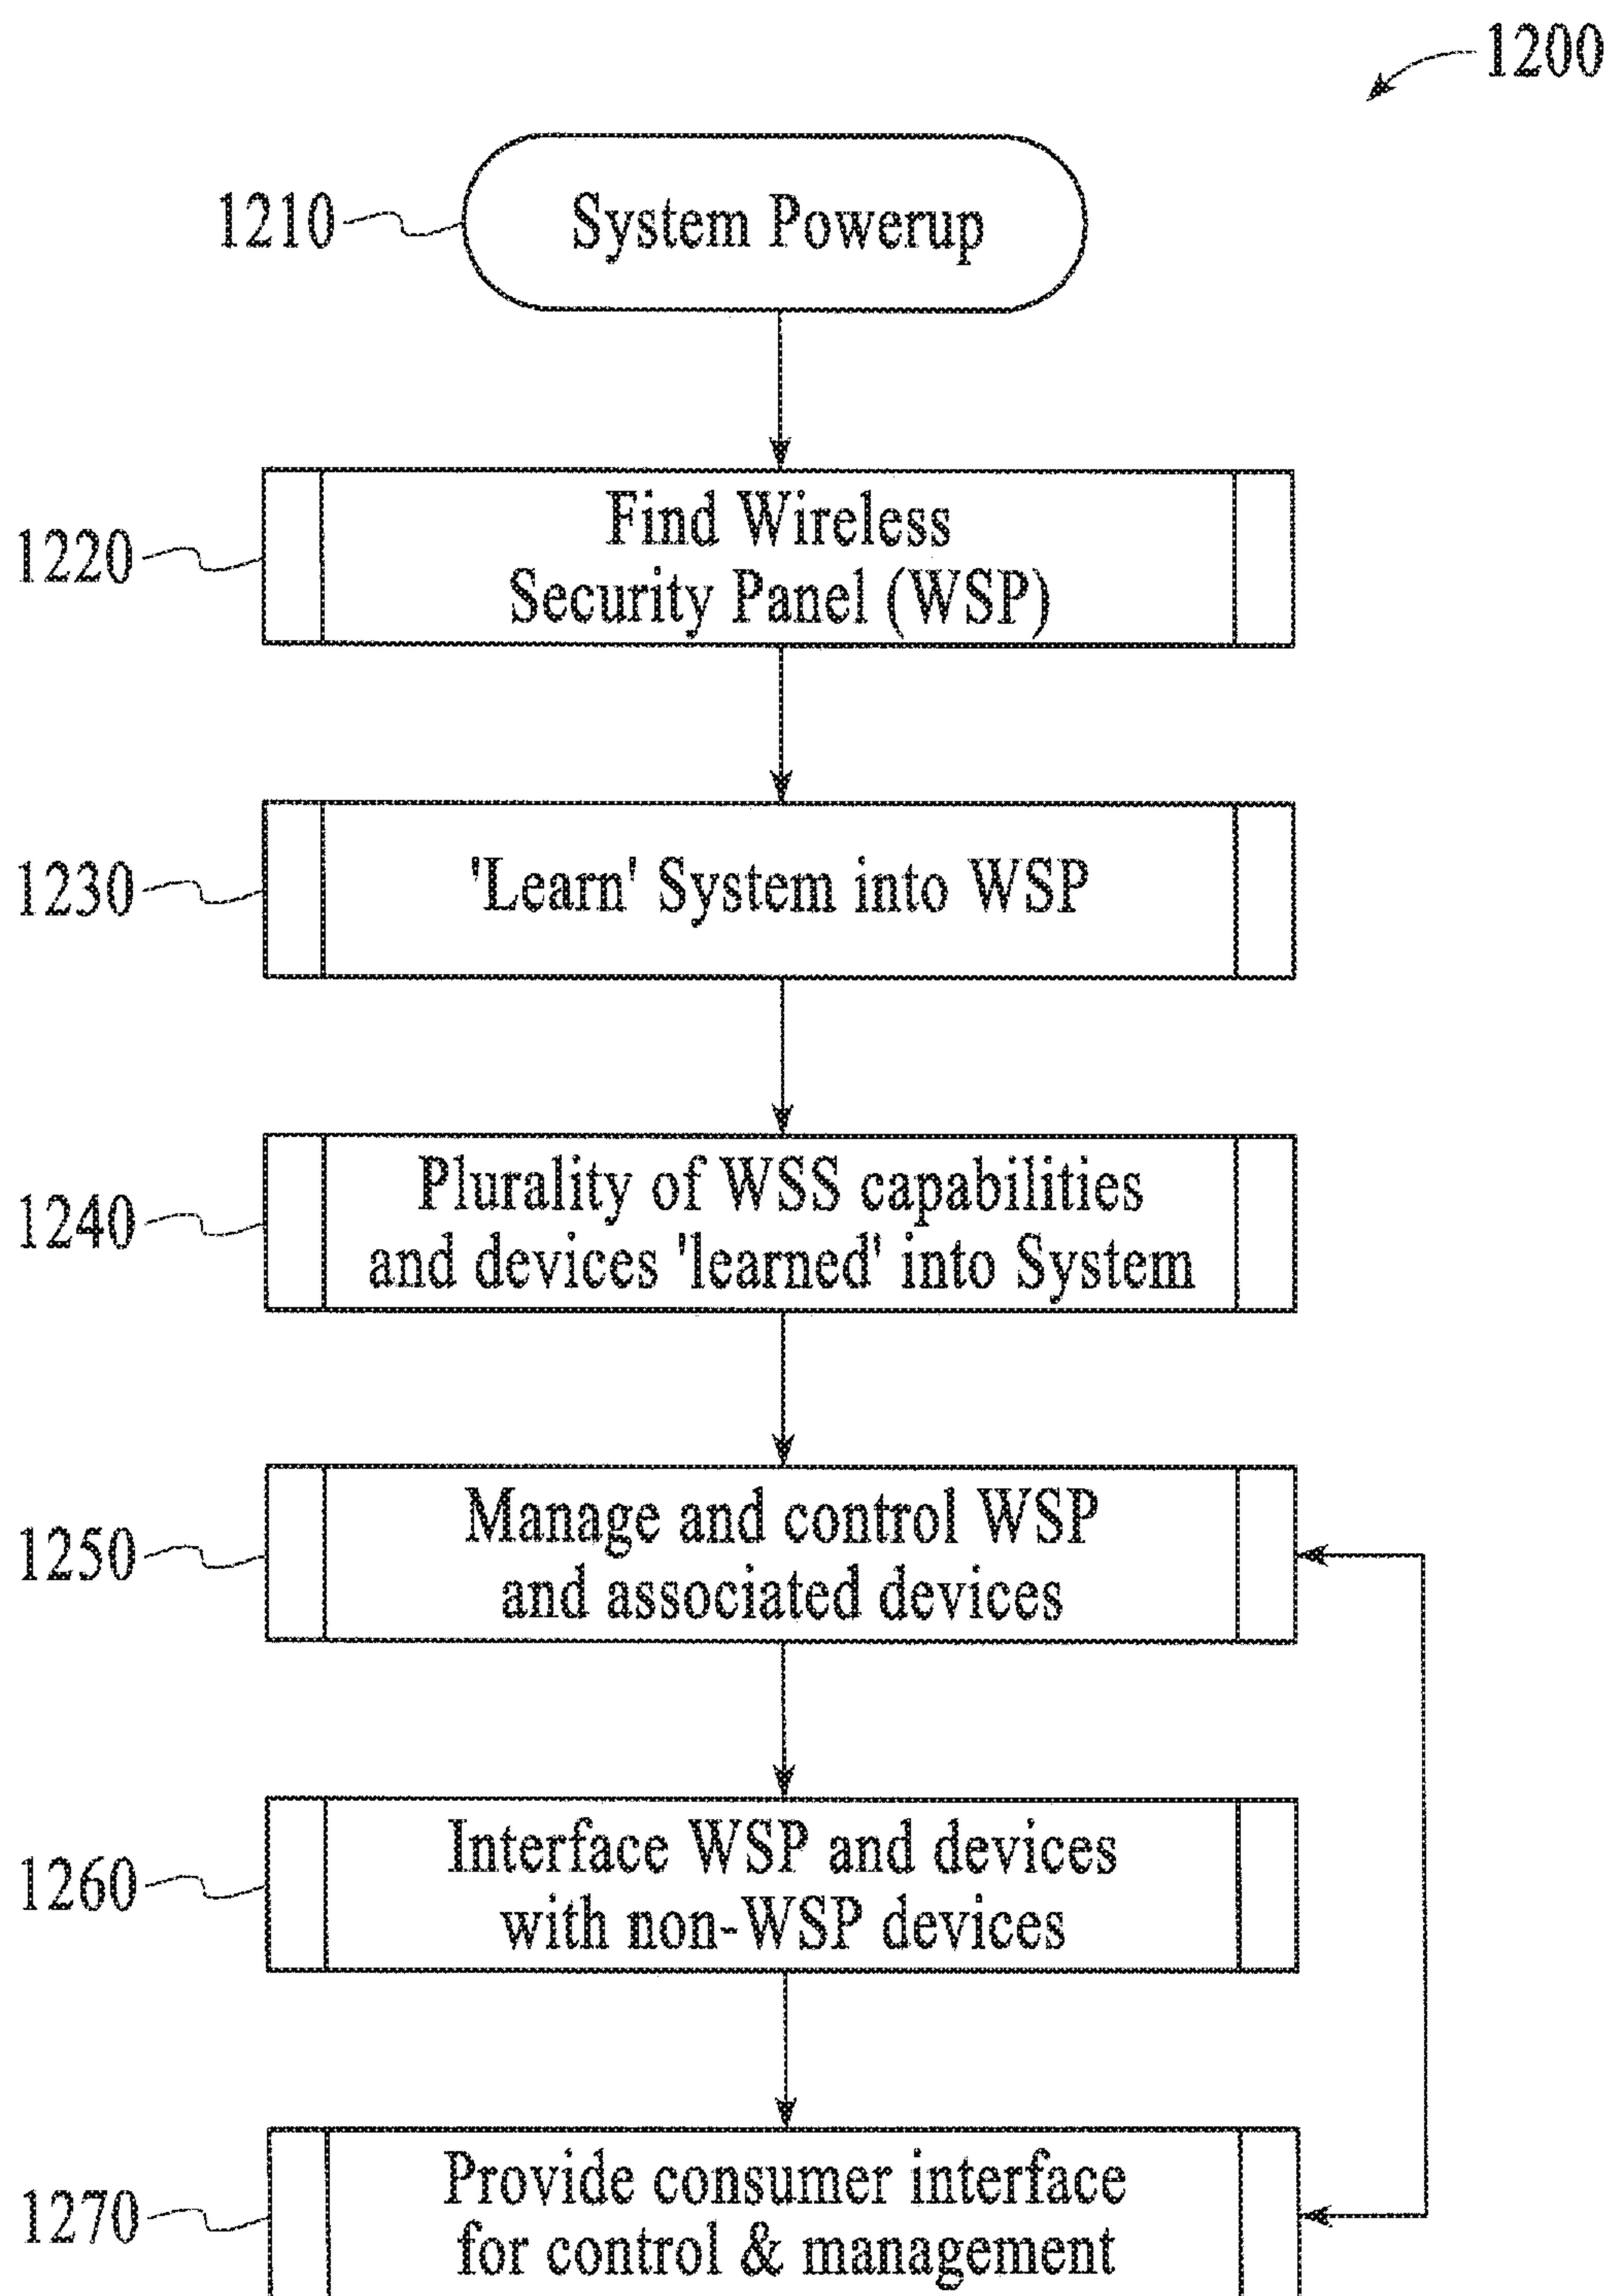 1200
1210
System Powerup
1220
Find Wireless
Security Panel (WSP)
1230
'Learn' System into WSP
1240
Plurality of WSS capabilities
and devices 'learned' into System
1250
Manage and control WSP
and associated devices
1260
Interface WSP and devices
with non-WSP devices
1270
Provide consumer interface
for control & management